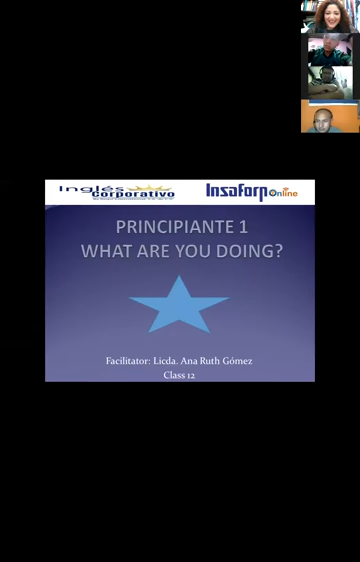 Inglés
Corporativo
Insaforp Online
PRINCIPIANTE 1
WHAT ARE YOU DOING?
Facilitator: Licda. Ana Ruth Gómez
Class 12